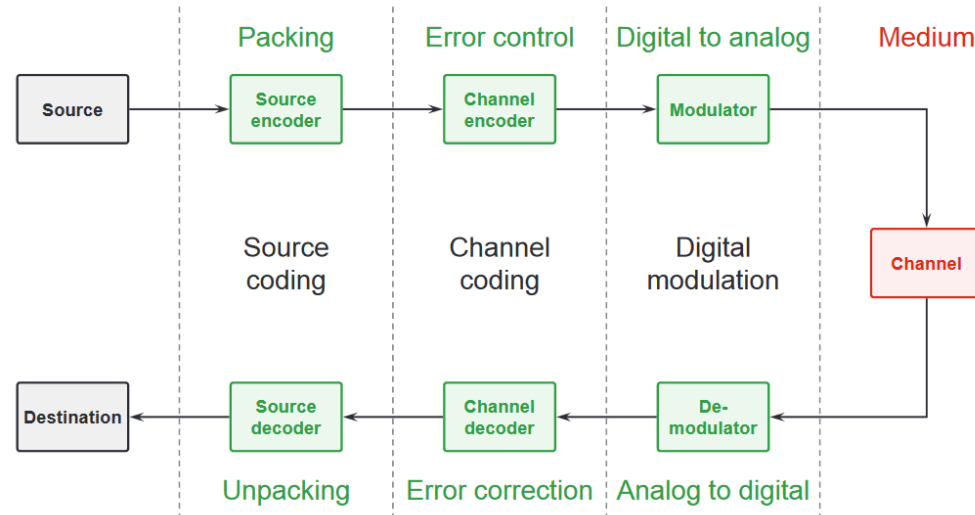 Packing
Error control
Digital to analog
Medium
Source
Source
encoder
Channel
encoder
Modulator
Source
coding
Channel
coding
Digital
modulation
Channel
Destination
Source
decoder
Channel
decoder
De-
modulator
Unpacking
Error correction
Analog to digital